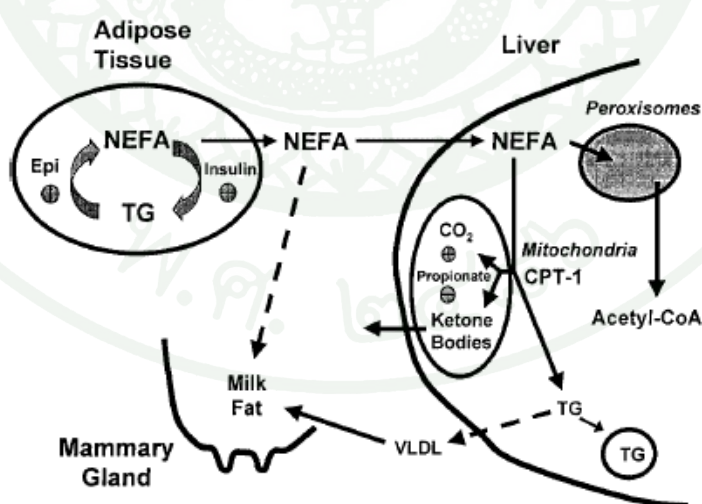 Adipose
Tissue
Liver
Peroxisomes
NEFA
NEFA
NEFA
Epi
Insulin
TG
CO₂
Mitochondria
Propionate
CPT-1
Ketone
Bodies
Acetyl-CoA
Milk
Fat
TG
Mammary
Gland
VLDL
TG